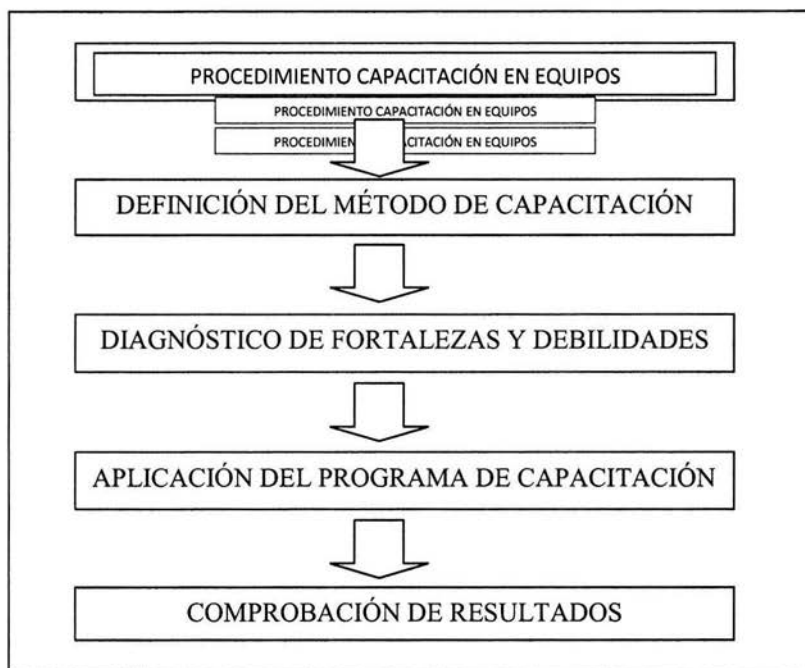 PROCEDIMIENTO CAPACITACIÓN EN EQUIPOS
PROCEDIMIENTO CAPACITACIÓN EN EQUIPOS
CAPACITACIÓN EN EQUIPOS
DEFINICIÓN DEL MÉTODO DE CAPACITACIÓN
DIAGNÓSTICO DE FORTALEZAS Y DEBILIDADES
APLICACIÓN DEL PROGRAMA DE CAPACITACIÓN
COMPROBACIÓN DE RESULTADOS